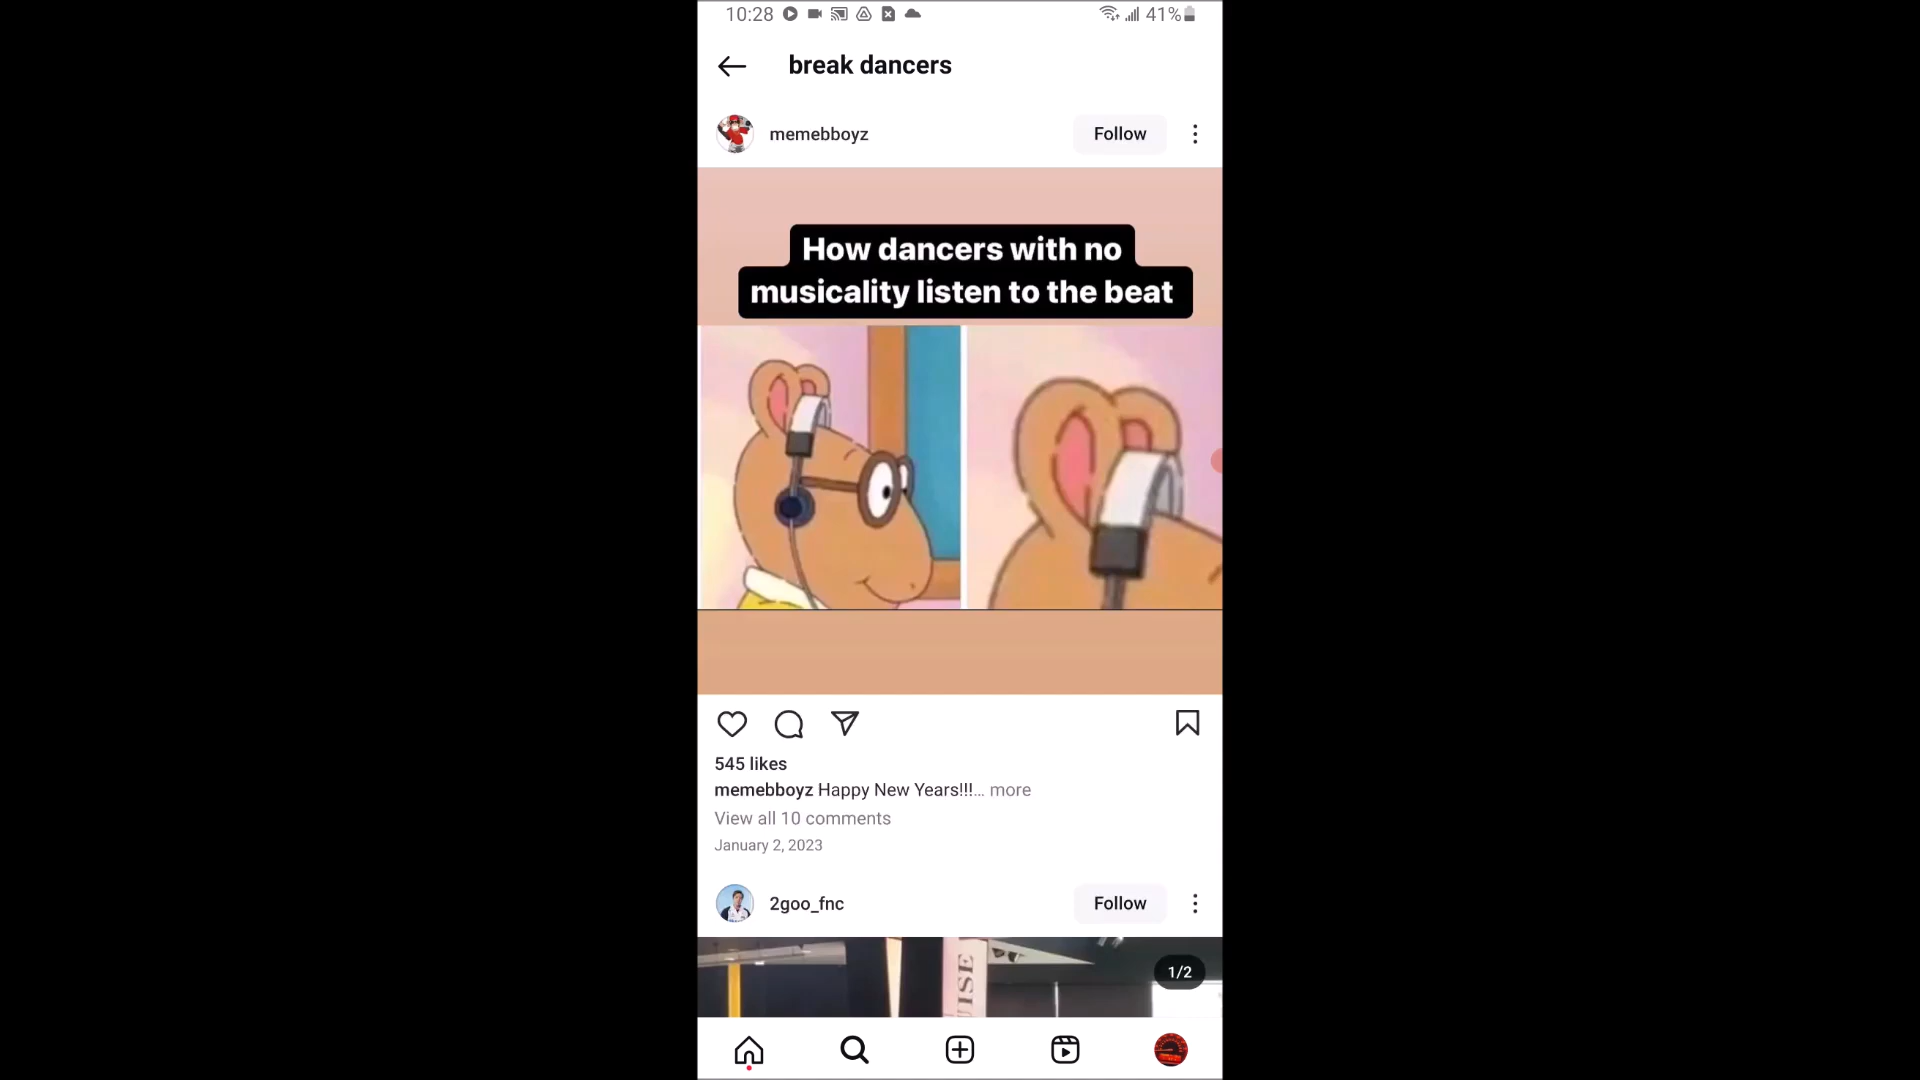 10:28
41%
break dancers
memebboyz
Follow
How dancers with no
musicality listen to the beat
545 likes
memebboyz Happy New Years!!!... more
View all 10 comments
January 2, 2023
2goo_fnc
Follow
1/2